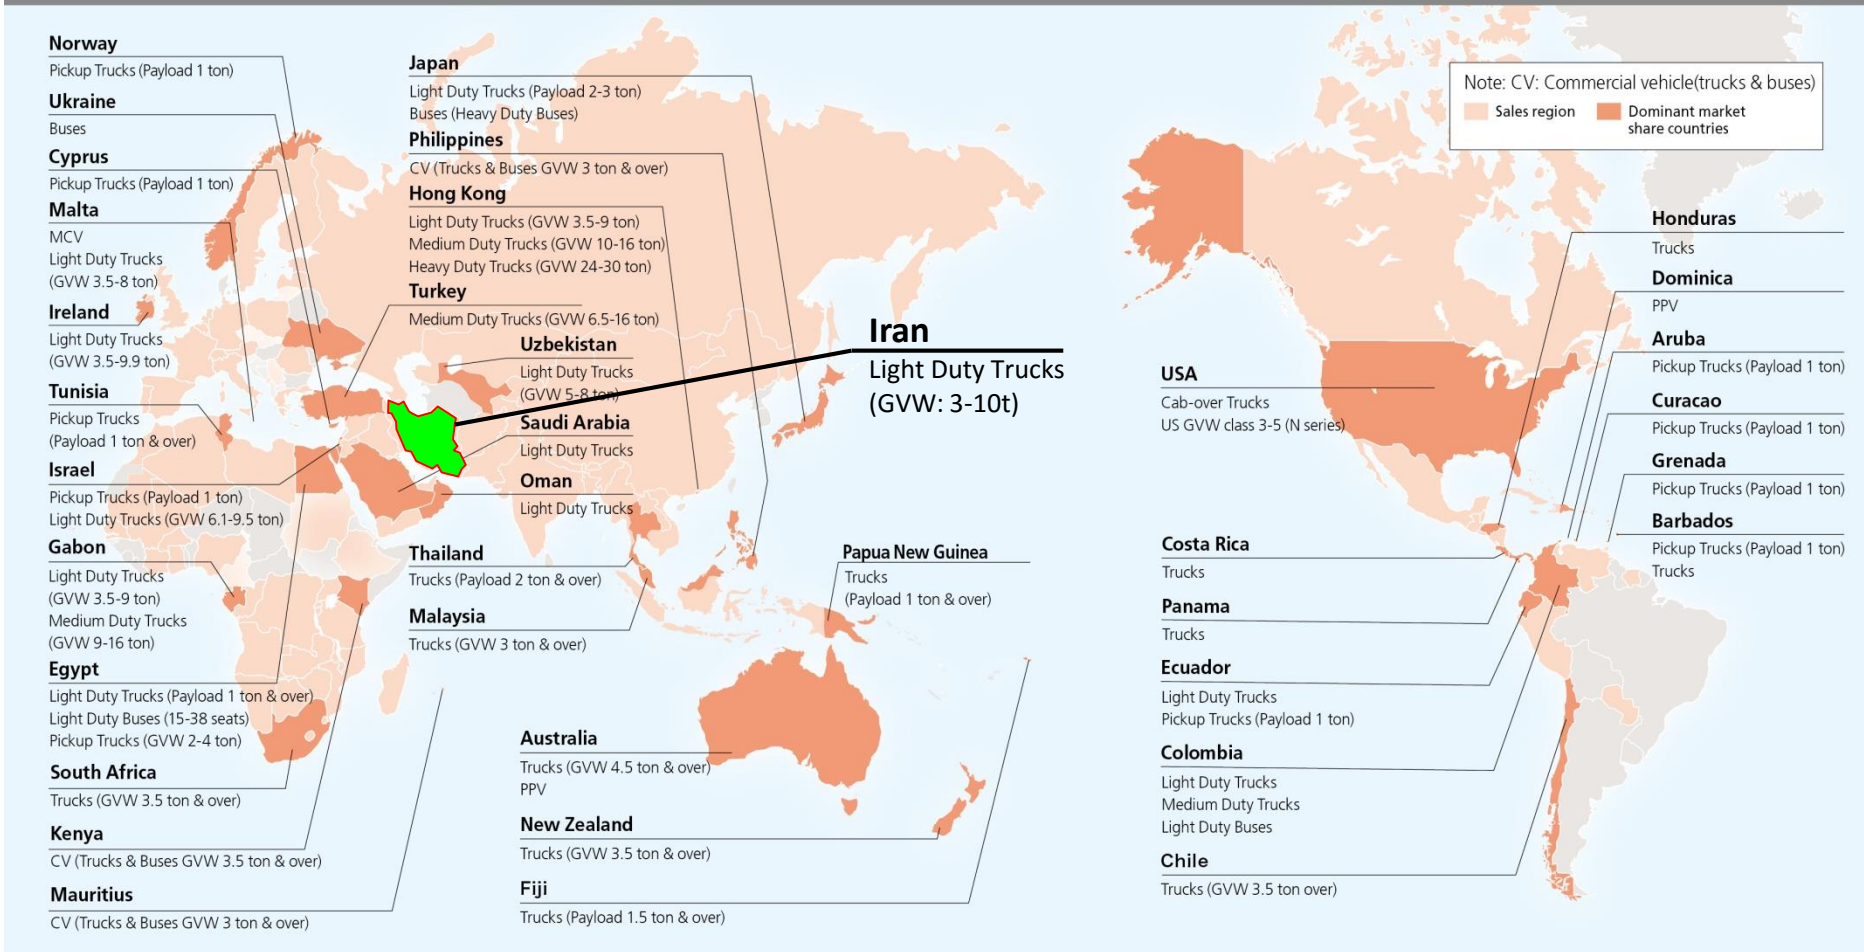 Norway
Pickup Trucks (Payload 1 ton)
Ukraine
Buses
Cyprus
Pickup Trucks (Payload 1 ton)
Malta
MCV
Light Duty Trucks
(GVW 3.5-8 ton)
Ireland
Light Duty Trucks
(GVW 3.5-9.9 ton)
Tunisia
Pickup Trucks
(Payload 1 ton & over)
Israel
Pickup Trucks (Payload 1 ton)
Light Duty Trucks (GVW 6.1-9.5 ton)
Gabon
Light Duty Trucks
(GVW 3.5-9 ton)
Medium Duty Trucks
(GVW 9-16 ton)
Egypt
Light Duty Trucks (Payload 1 ton & over)
Light Duty Buses (15-38 seats)
Pickup Trucks (GVW 2-4 ton)
South Africa
Trucks (GVW 3.5 ton & over)
Kenya
CV (Trucks & Buses GVW 3.5 ton & over)
Mauritius
CV (Trucks & Buses GVW 3 ton & over)
Japan
Light Duty Trucks (Payload 2-3 ton)
Buses (Heavy Duty Buses)
Philippines
CV (Trucks & Buses GVW 3 ton & over)
Hong Kong
Light Duty Trucks (GVW 3.5-9 ton)
Medium Duty Trucks (GVW 10-16 ton)
Heavy Duty Trucks (GVW 24-30 ton)
Turkey
Medium Duty Trucks (GVW 6.5-16 ton)
Uzbekistan
Light Duty Trucks
(GVW 5-8 ton)
Saudi Arabia
Light Duty Trucks
Oman
Light Duty Trucks
Thailand
Trucks (Payload 2 ton & over)
Malaysia
Trucks (GVW 3 ton & over)
Iran
Light Duty Trucks
(GVW: 3-10t)
Papua New Guinea
Trucks
(Payload 1 ton & over)
Australia
Trucks (GVW 4.5 ton & over)
PPV
New Zealand
Trucks (GVW 3.5 ton & over)
Fiji
Trucks (Payload 1.5 ton & over)
Note: CV: Commercial vehicle(trucks & buses)
Sales region
Dominant market
share countries
USA
Cab-over Trucks
US GVW class 3-5 (N series)
Costa Rica
Trucks
Panama
Trucks
Ecuador
Light Duty Trucks
Pickup Trucks (Payload 1 ton)
Colombia
Light Duty Trucks
Medium Duty Trucks
Light Duty Buses
Chile
Trucks (GVW 3.5 ton over)
Honduras
Trucks
Dominica
PPV
Aruba
Pickup Trucks (Payload 1 ton)
Curacao
Pickup Trucks (Payload 1 ton)
Grenada
Pickup Trucks (Payload 1 ton)
Barbados
Pickup Trucks (Payload 1 ton)
Trucks